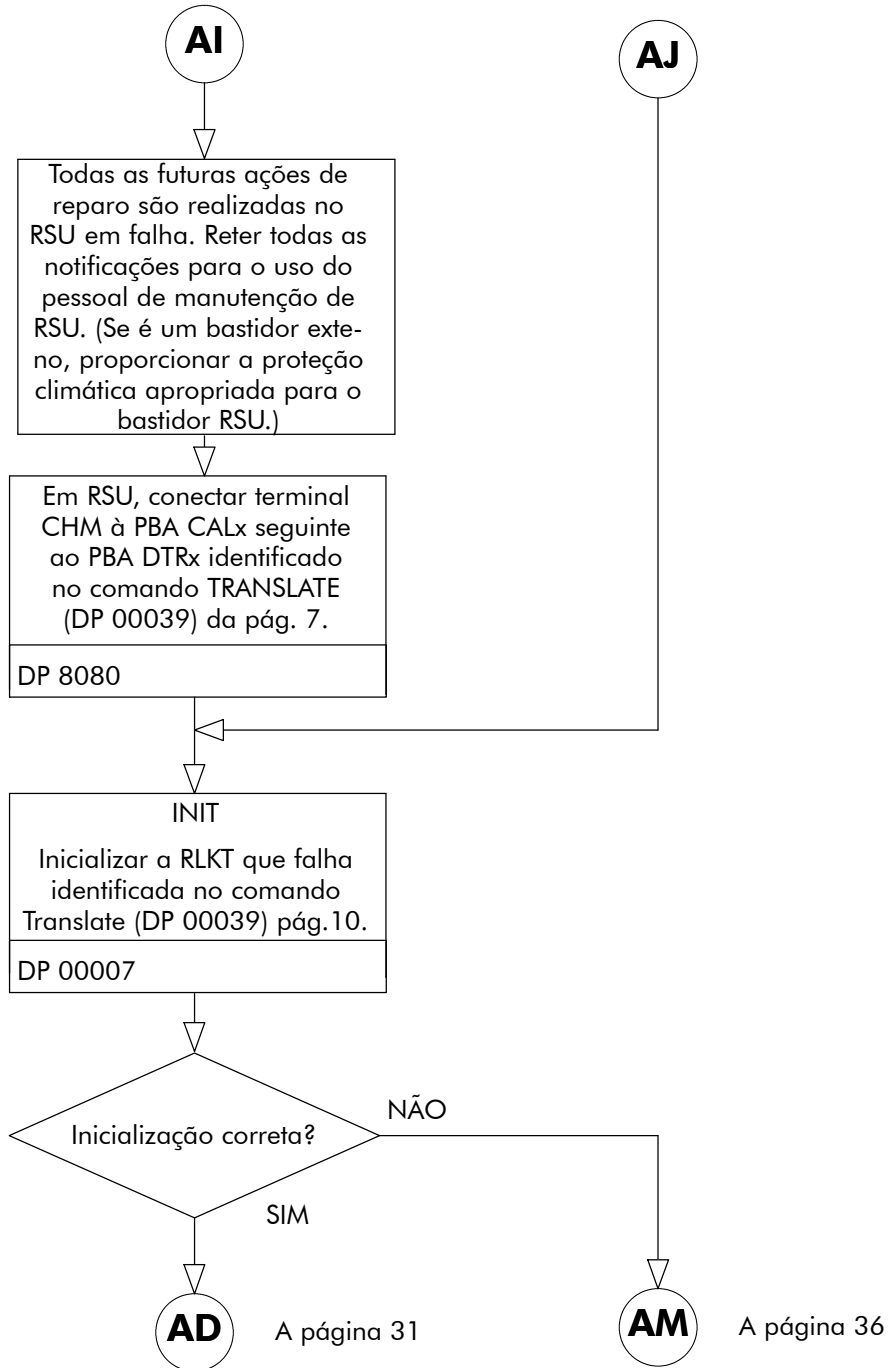 AI
AJ
Todas as futuras ações de
reparo são realizadas no
RSU em falha. Reter todas as
notificações para o uso do
pessoal de manutenção de
RSU. (Se é um bastidor exte-
no, proporcionar a proteção
climática apropriada para o
bastidor RSU.)
Em RSU, conectar terminal
CHM à PBA CALx seguinte
ao PBA DTRx identificado
no comando TRANSLATE
(DP 00039) da pág. 7.
DP 8080
INIT
Inicializar a RLKT que falha
identificada no comando
Translate (DP 00039) pág.10.
DP 00007
Inicialização correta?
NÃO
SIM
AD
A página 31
AM
A página 36